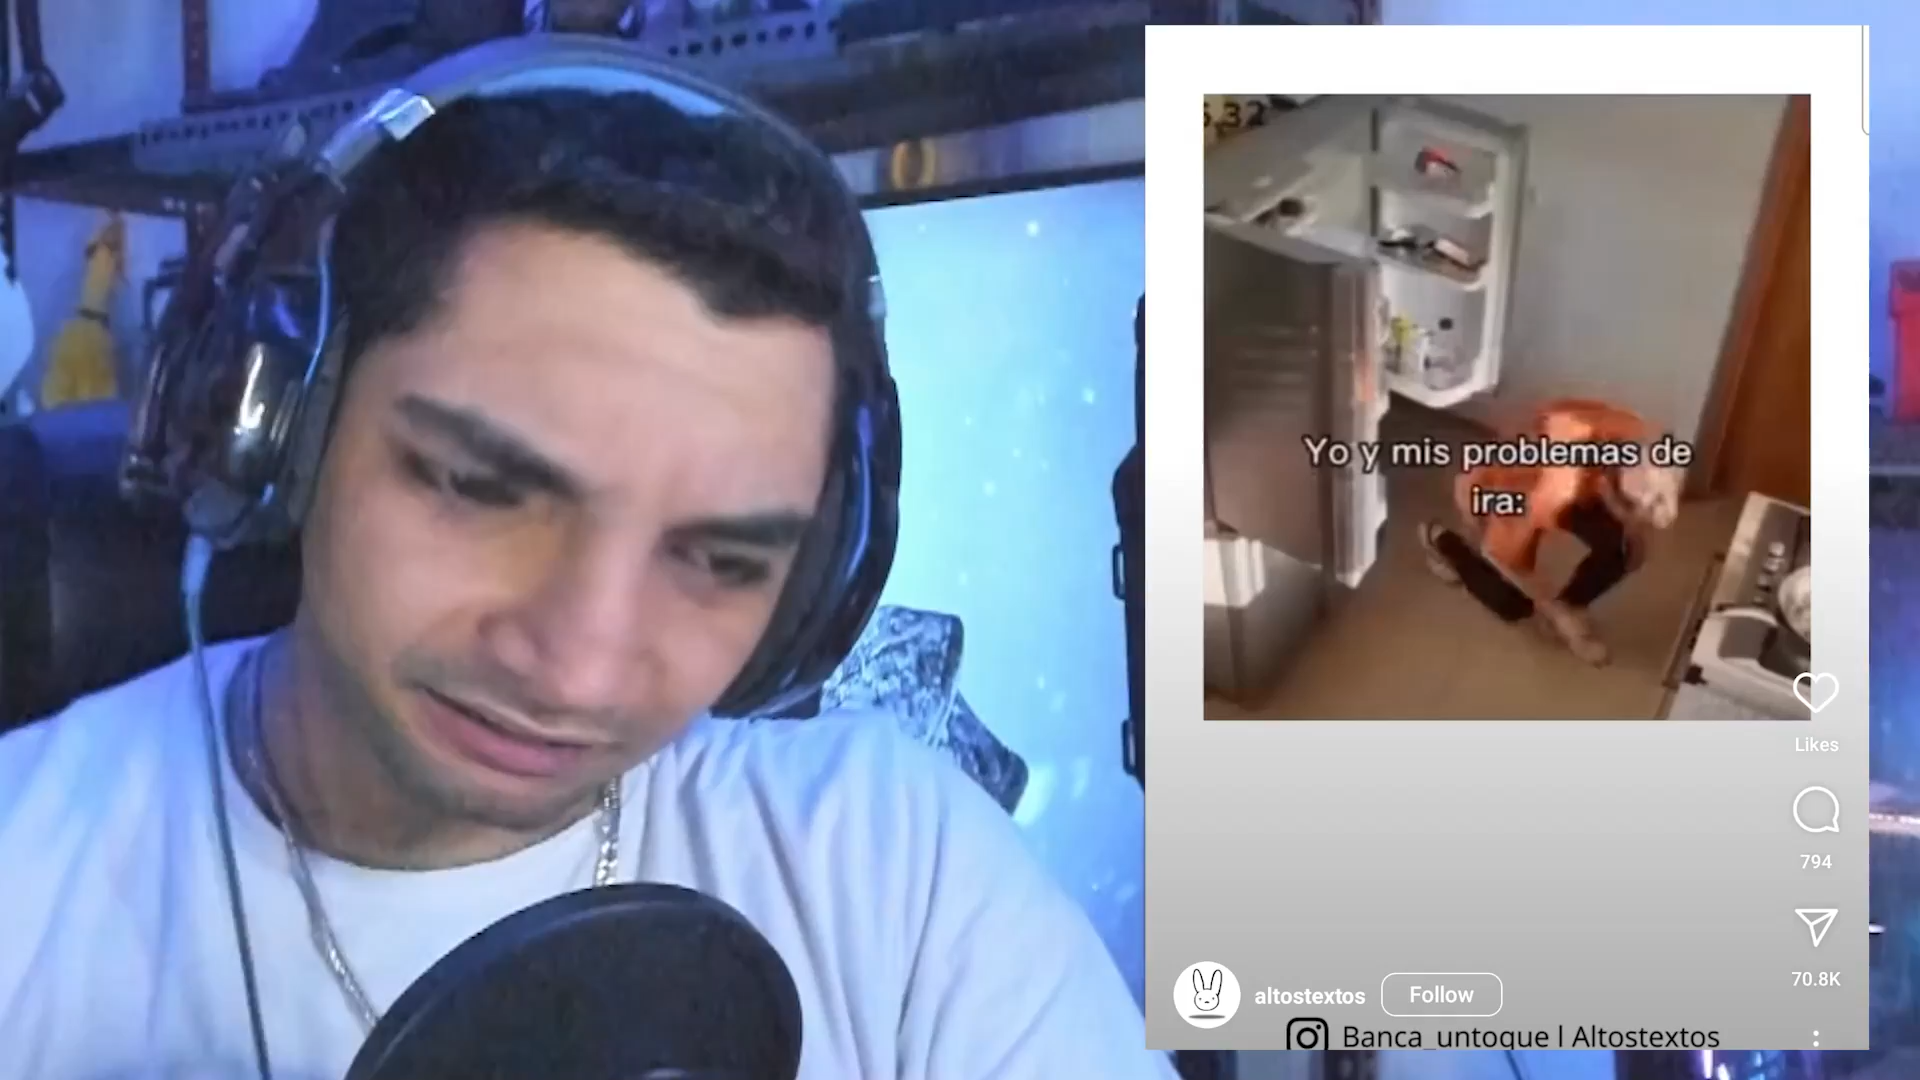 5,32
Yo y mis problemas de
ira:
Likes
794
70.8K
altostextos
Follow
Banca_untoque | Altostextos